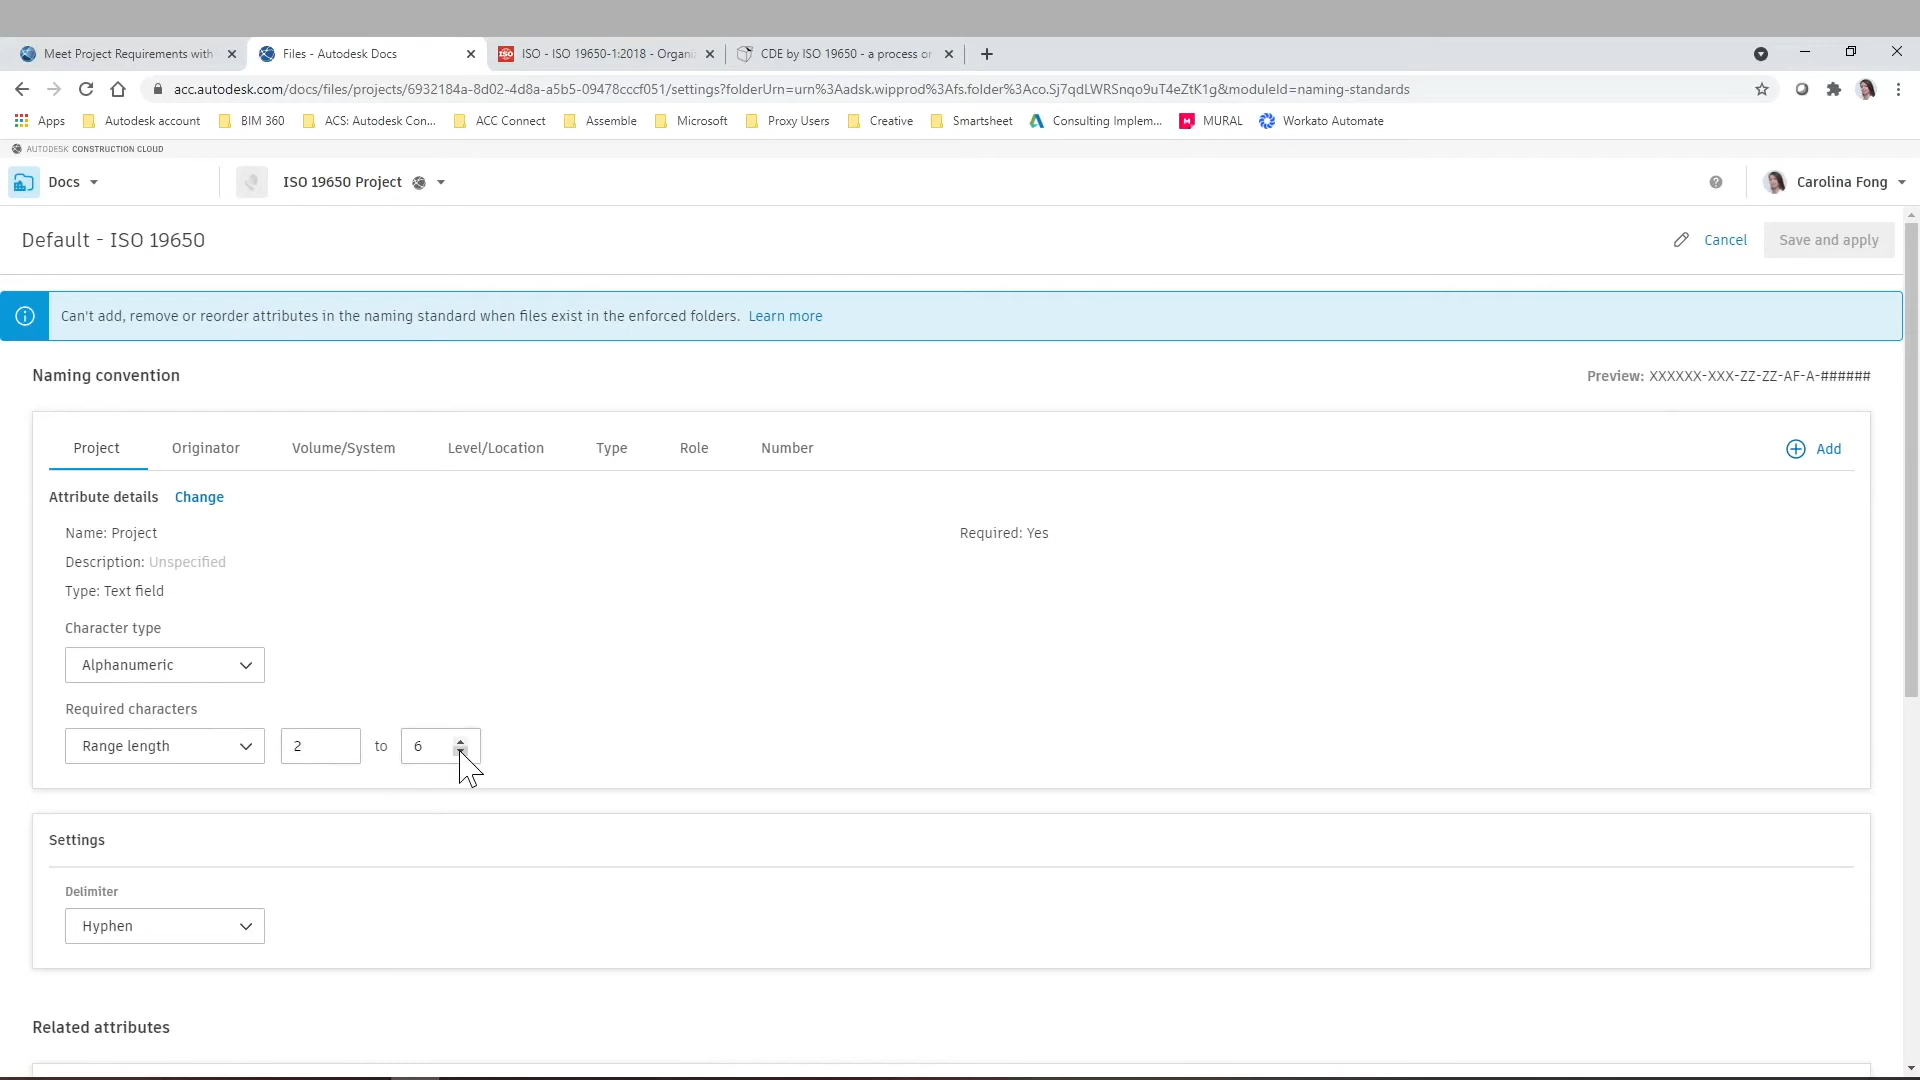 Meet Project Requirements with
Files - Autodesk Docs
ISO - ISO 19650-1:2018 - Organi
CDE by ISO 19650 - a process or
acc.autodesk.com/docs/files/projects/6932184a-8d02-4d8a-a5b5-09478cccf051/settings?folderUrn=urn%3Aadsk.wipprod%3Afs.folder%3Aco.Sj7qdLWRSnqo9uT4eZtK1g&moduleId=naming-standards
Apps Autodesk account BIM 360 ACS: Autodesk Con... ACC Connect Assemble Microsoft Proxy Users Creative Smartsheet Consulting Implem... MURAL Workato Automate
AUTODESK CONSTRUCTION CLOUD
Docs ISO 19650 Project Carolina Fong
Default - ISO 19650 Cancel Save and apply
Can't add, remove or reorder attributes in the naming standard when files exist in the enforced folders. Learn more
Naming convention Preview: XXXXXX-XXX-ZZ-ZZ-AF-A-######
Project Originator Volume/System Level/Location Type Role Number Add
Attribute details Change
Name: Project Required: Yes
Description: Unspecified
Type: Text field
Character type
Alphanumeric
Required characters
Range length 2 to 6
Settings
Delimiter
Hyphen
Related attributes